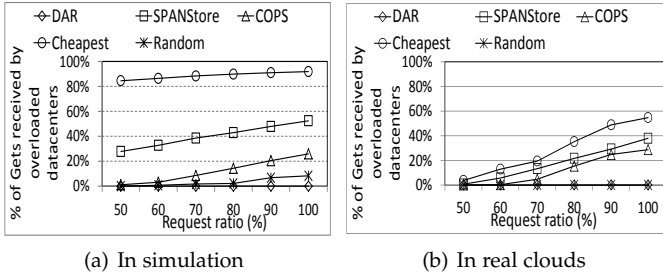 DAR SPANStore COPS
Cheapest Random
% of Gets received by
overloaded
datacenters
100%
80%
60%
40%
20%
0%
50 60 70 80 90 100
Request ratio (%)
(a) In simulation
DAR SPANStore COPS
Cheapest Random
% of Gets received by
overloaded
datacenters
100%
80%
60%
40%
20%
0%
50 60 70 80 90 100
Request ratio (%)
(b) In real clouds